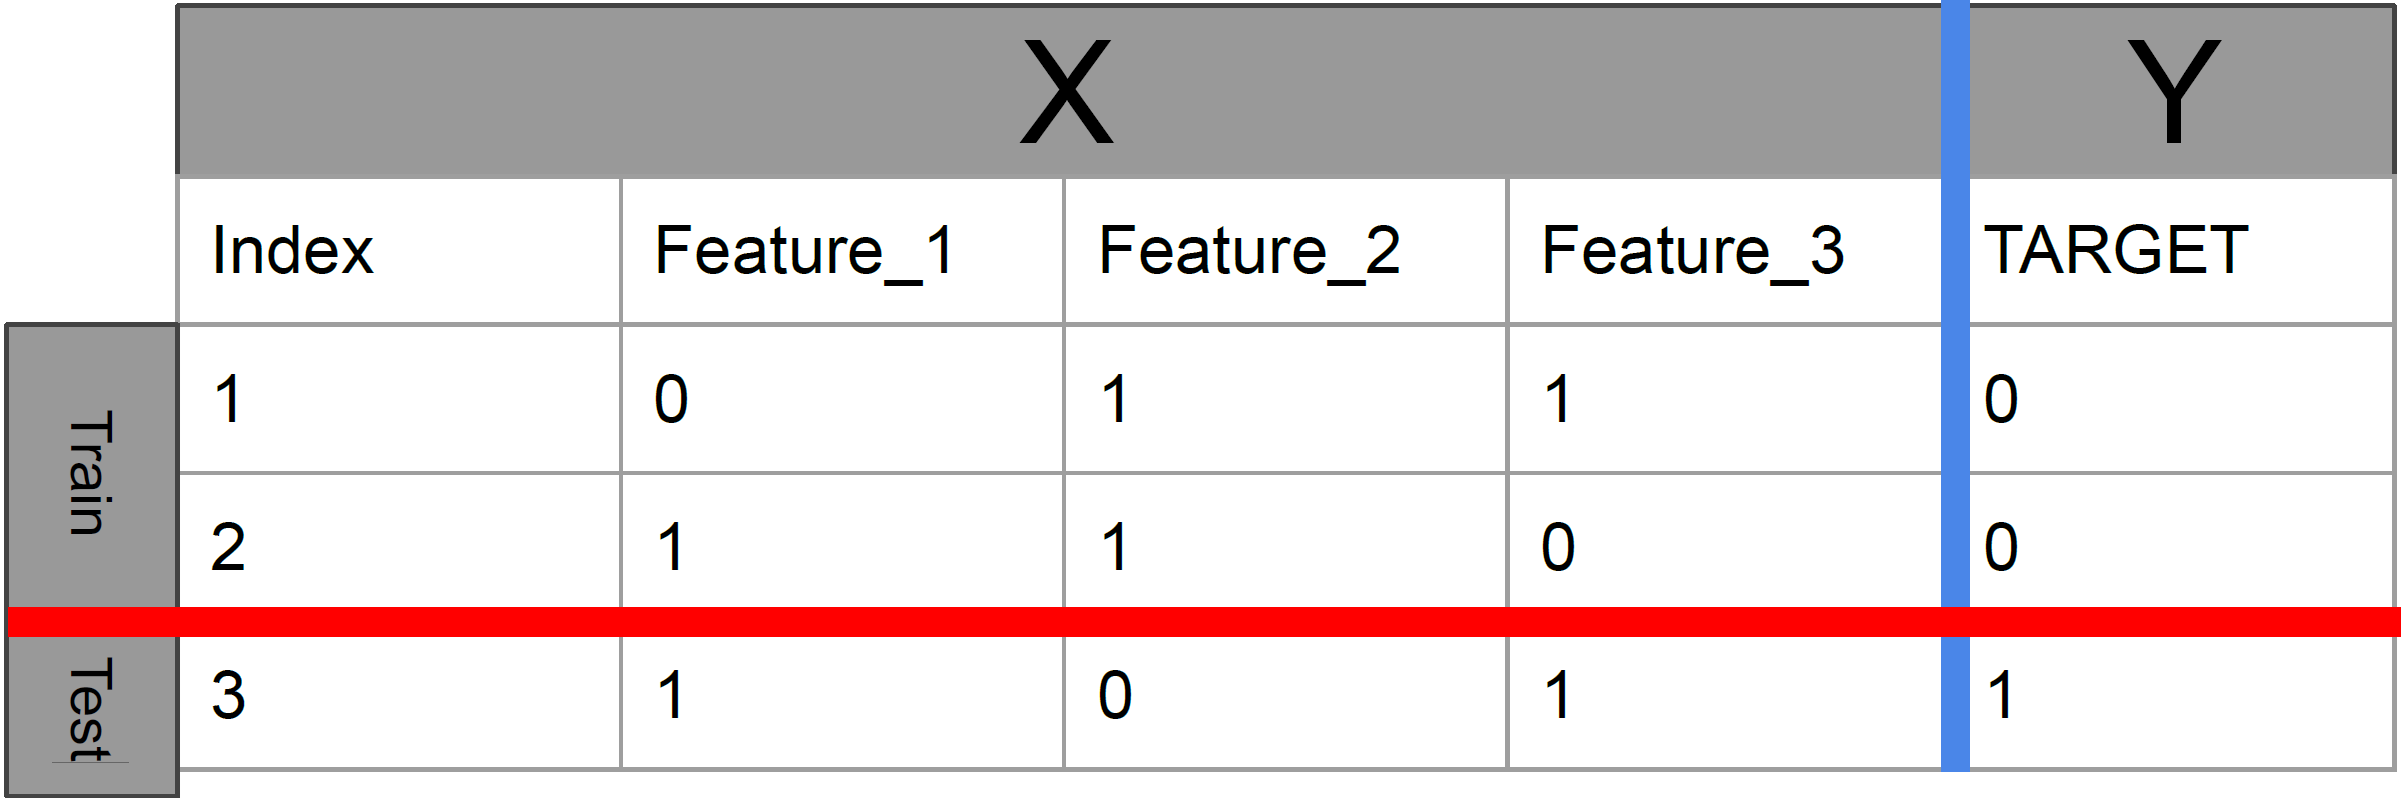 X Y
Index Feature_1 Feature_2 Feature_3 TARGET
Train
1 0 1 1 0
2 1 1 0 0
Test
3 1 0 1 1